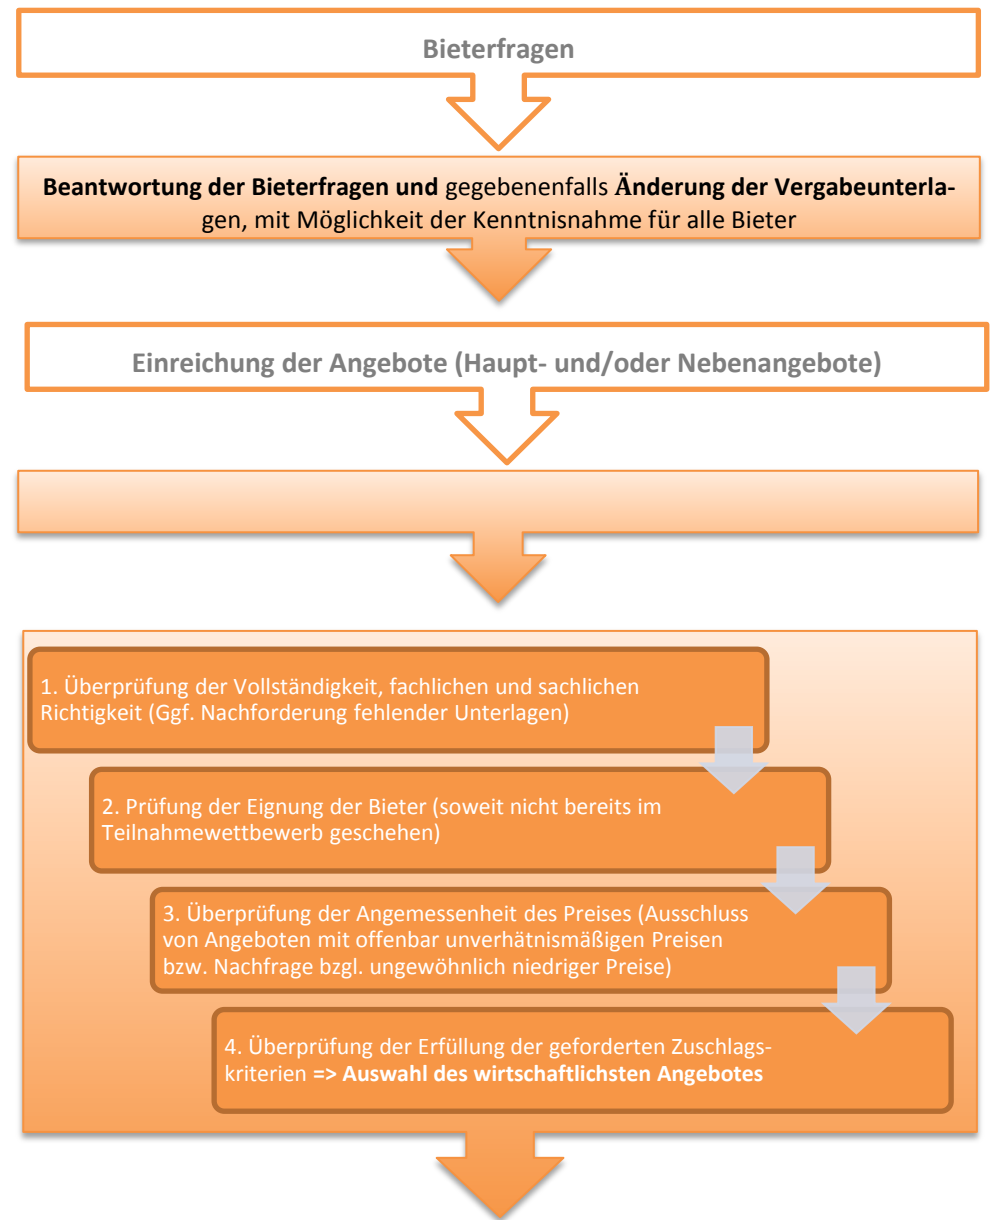 Bieterfragen
Beantwortung der Bieterfragen und gegebenenfalls Änderung der Vergabeunterla-
gen, mit Möglichkeit der Kenntnisnahme für alle Bieter
Einreichung der Angebote (Haupt- und/oder Nebenangebote)
1. Überprüfung der Vollständigkeit, fachlichen und sachlichen
Richtigkeit (Ggf. Nachforderung fehlender Unterlagen)
2. Prüfung der Eignung der Bieter (soweit nicht bereits im
Teilnahmewettbewerb geschehen)
3. Überprüfung der Angemessenheit des Preises (Ausschluss
von Angeboten mit offenbar unverhätnismäßigen Preisen
bzw. Nachfrage bzgl. ungewöhnlich niedriger Preise)
4. Überprüfung der Erfüllung der geforderten Zuschlags-
kriterien => Auswahl des wirtschaftlichsten Angebotes